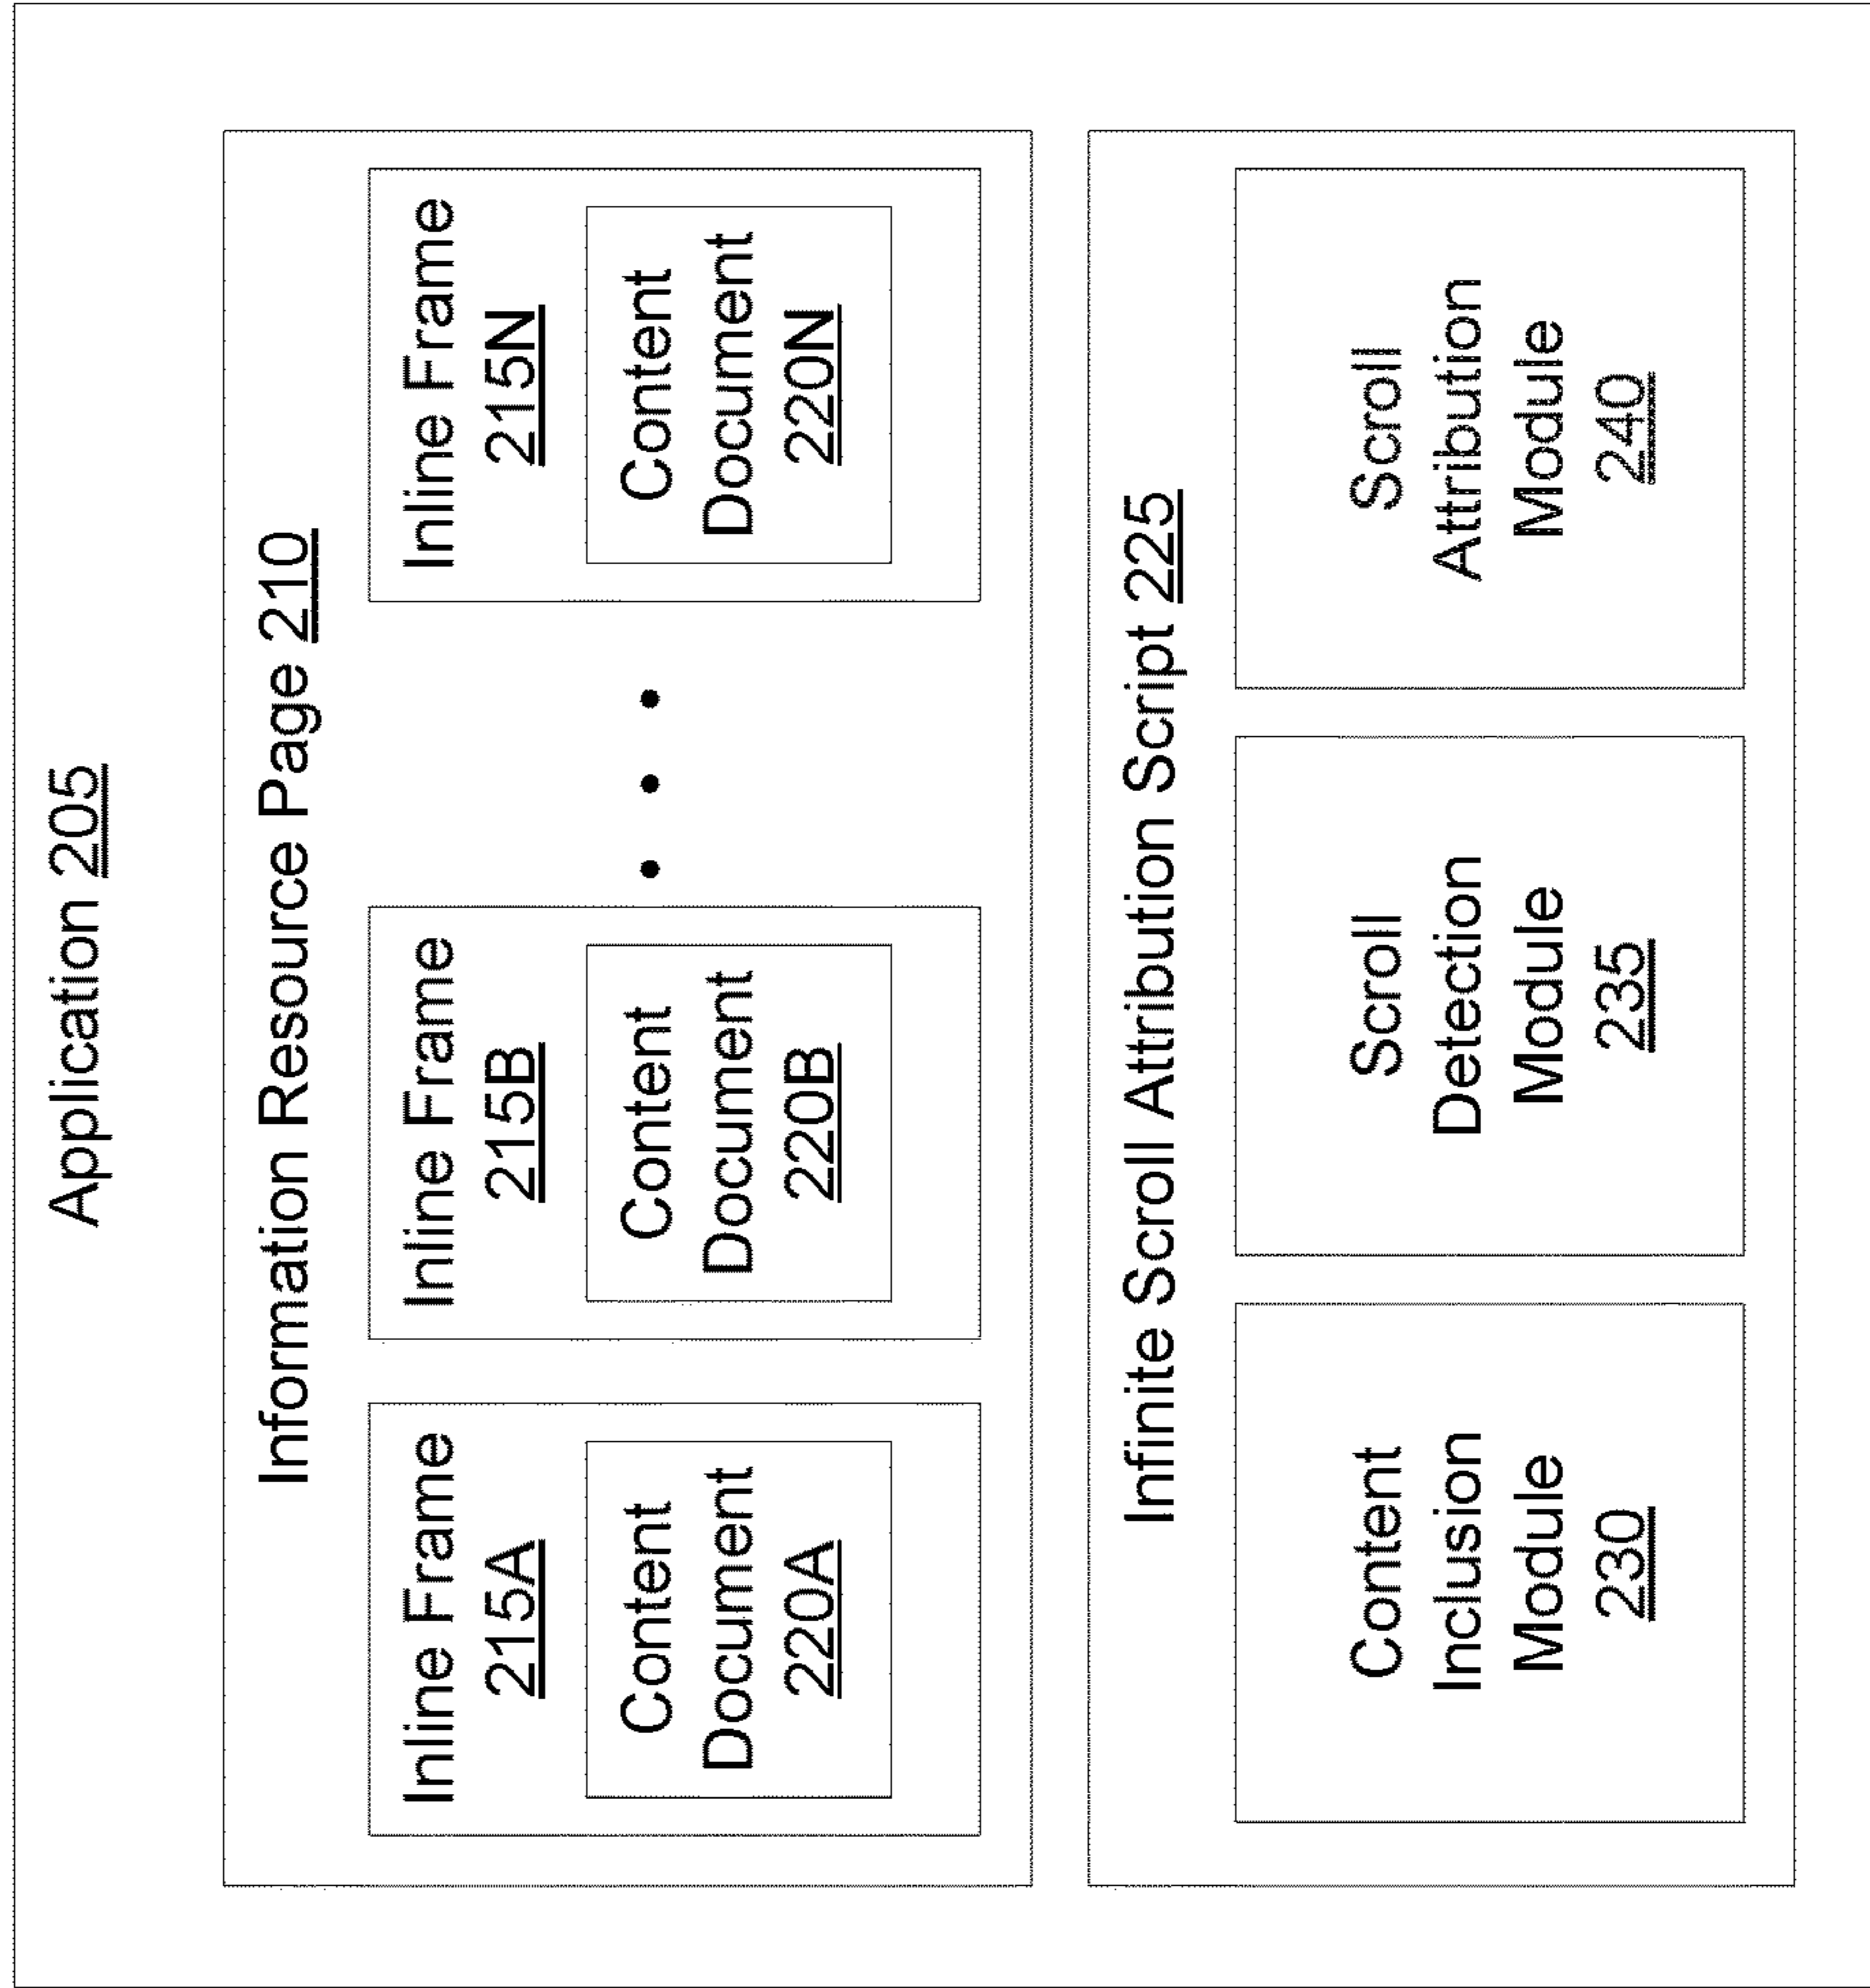 Application 205
Information Resource Page 210
Inline Frame
215A
Content
Document
220A
Inline Frame
215B
Content
Document
220B
Inline Frame
215N
Content
Document
220N
Infinite Scroll Attribution Script 225
Content
Inclusion
Module
230
Scroll
Detection
Module
235
Scroll
Attribution
Module
240